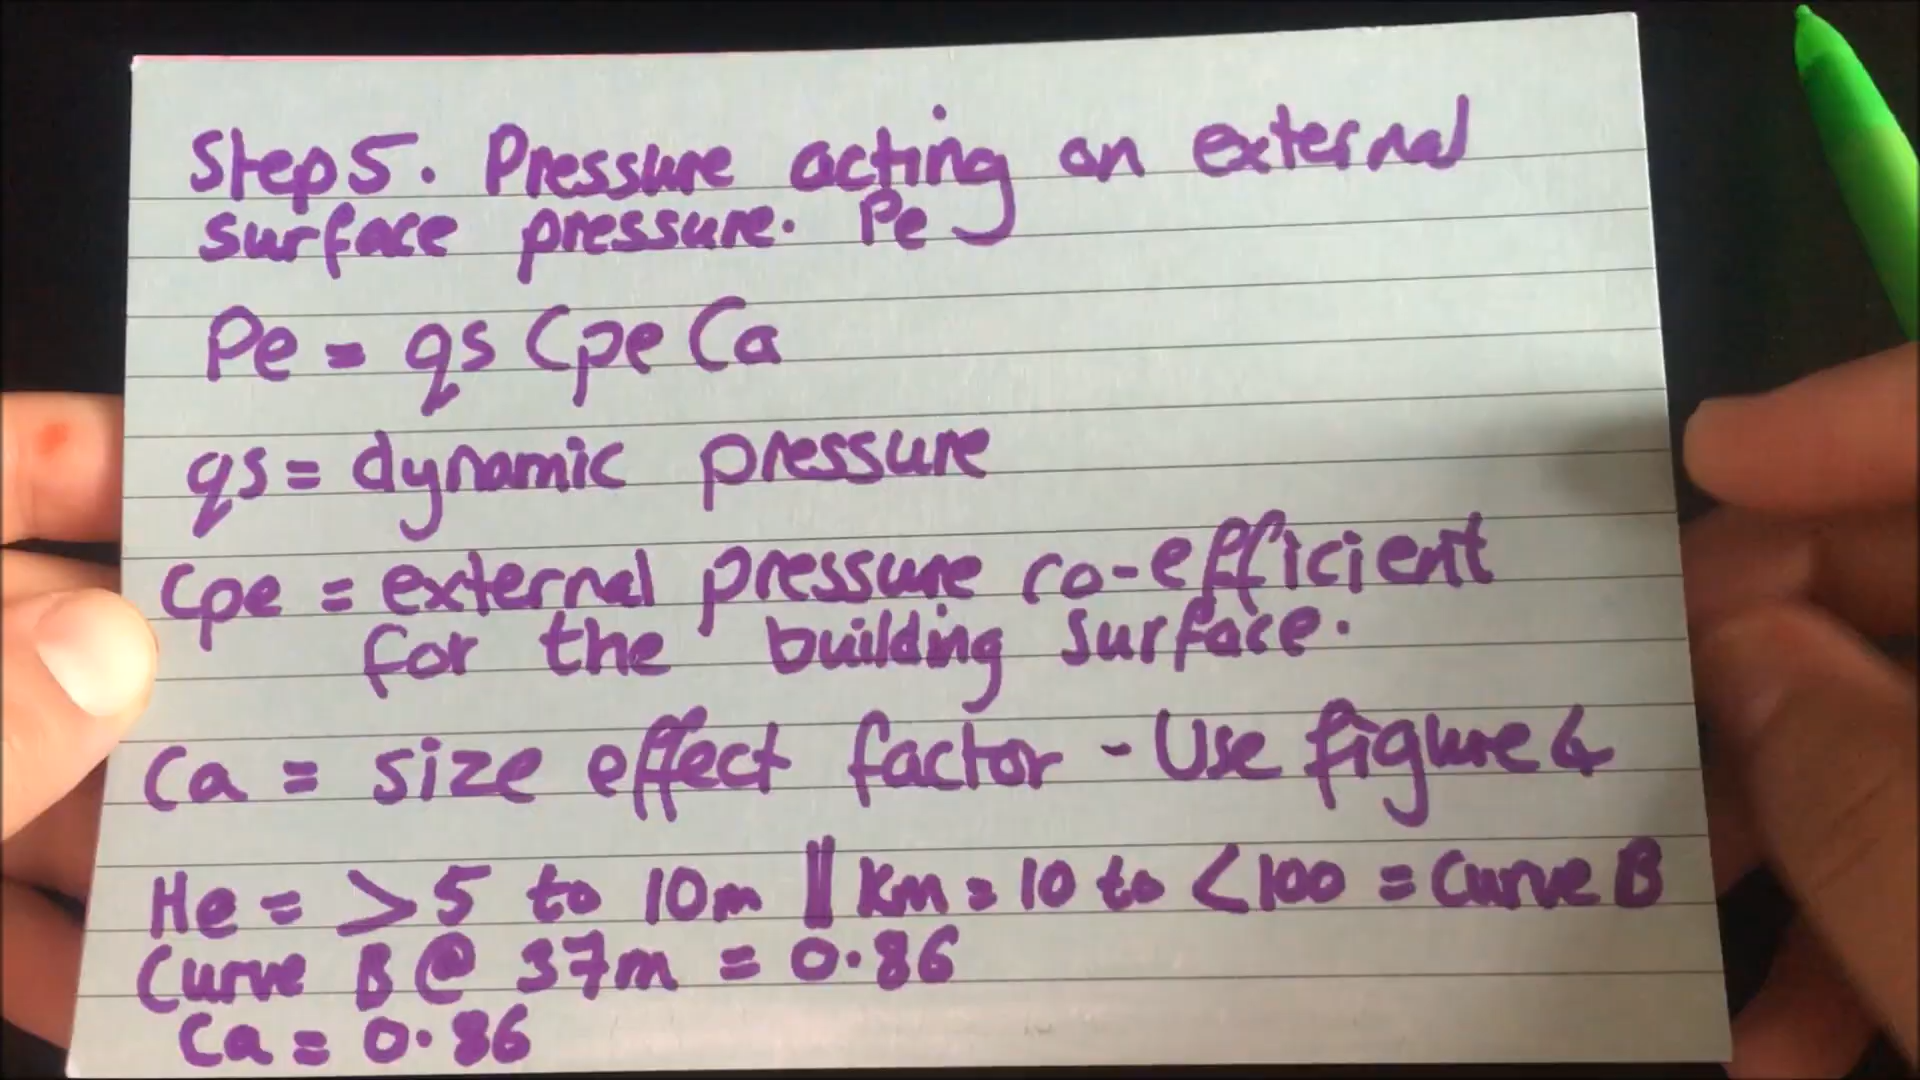 Step 5. Pressure acting on external
surface pressure. Pe
Pe = qs Cpe Ca
qs = dynamic pressure
Cpe = external pressure co-efficient
for the building surface.
Ca = size effect factor - Use figure 4
He = >5 to 10m || Km = 10 to <100 = Curve B
Curve B @ 37m = 0.86
Ca = 0.86